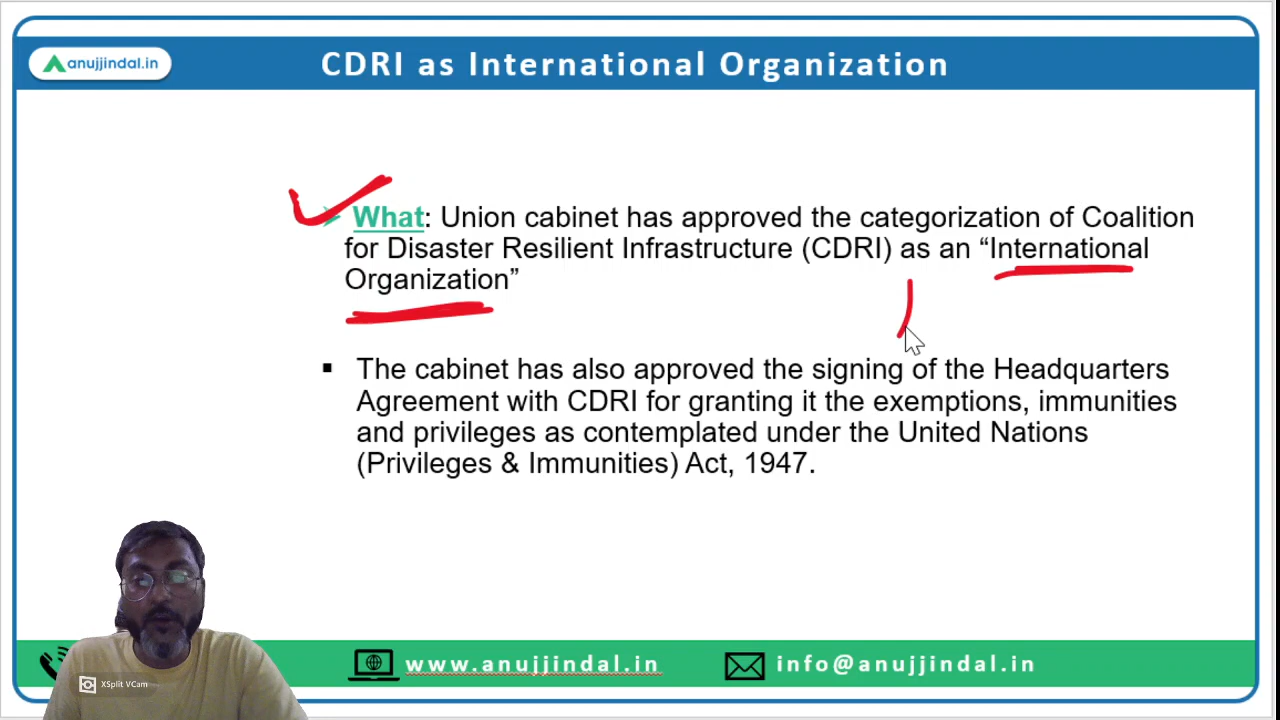 anujjindal.in
CDRI as International Organization
What: Union cabinet has approved the categorization of Coalition
for Disaster Resilient Infrastructure (CDRI) as an “International
Organization”
The cabinet has also approved the signing of the Headquarters
Agreement with CDRI for granting it the exemptions, immunities
and privileges as contemplated under the United Nations
(Privileges & Immunities) Act, 1947.
XSplit VCam
www.anujjindal.in
info@anujjindal.in